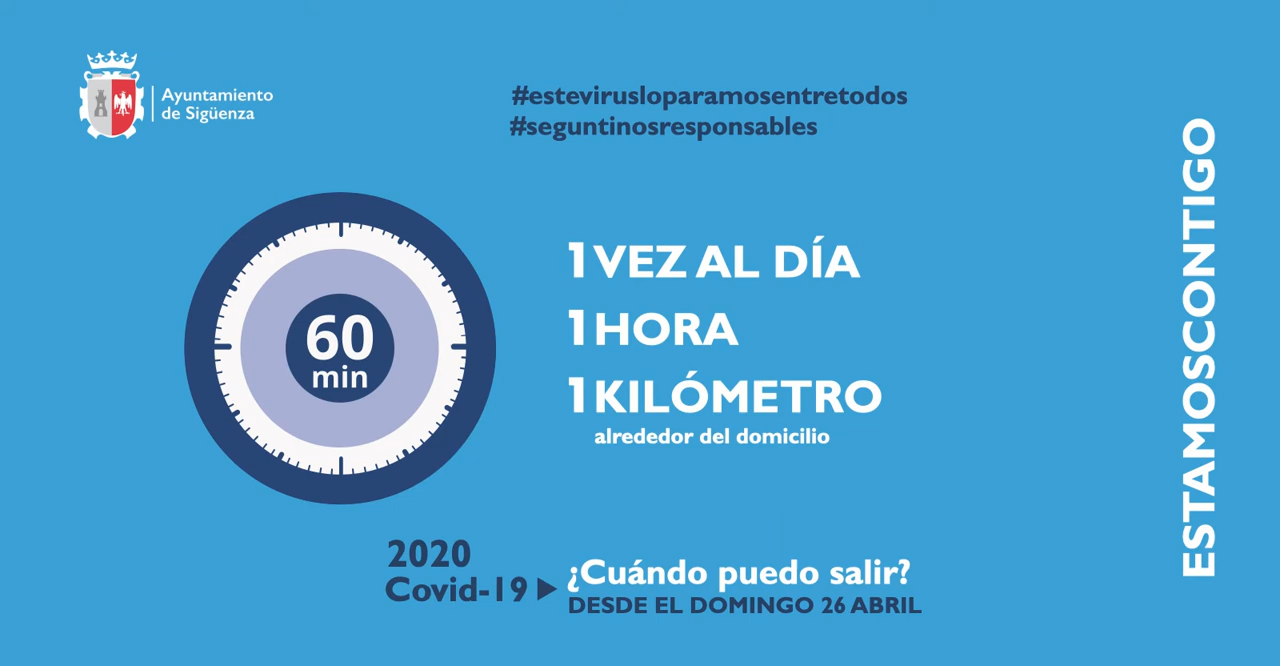 Ayuntamiento
de Sigüenza
#estevirusloparamosentretodos
#seguntinosresponsables
60
min
1 VEZ AL DÍA
1 HORA
1 KILÓMETRO
alrededor del domicilio
2020
Covid-19
¿Cuándo puedo salir?
DESDE EL DOMINGO 26 ABRIL
ESTAMOSCONTIGO